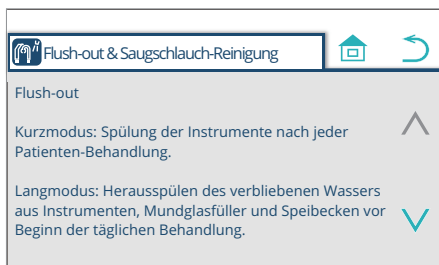 Flush-out & Saugschlauch-Reinigung
Flush-out
Kurzmodus: Spülung der Instrumente nach jeder
Patienten-Behandlung.
Langmodus: Herausspülen des verbliebenen Wassers
aus Instrumenten, Mundglasfüller und Speibecken vor
Beginn der täglichen Behandlung.